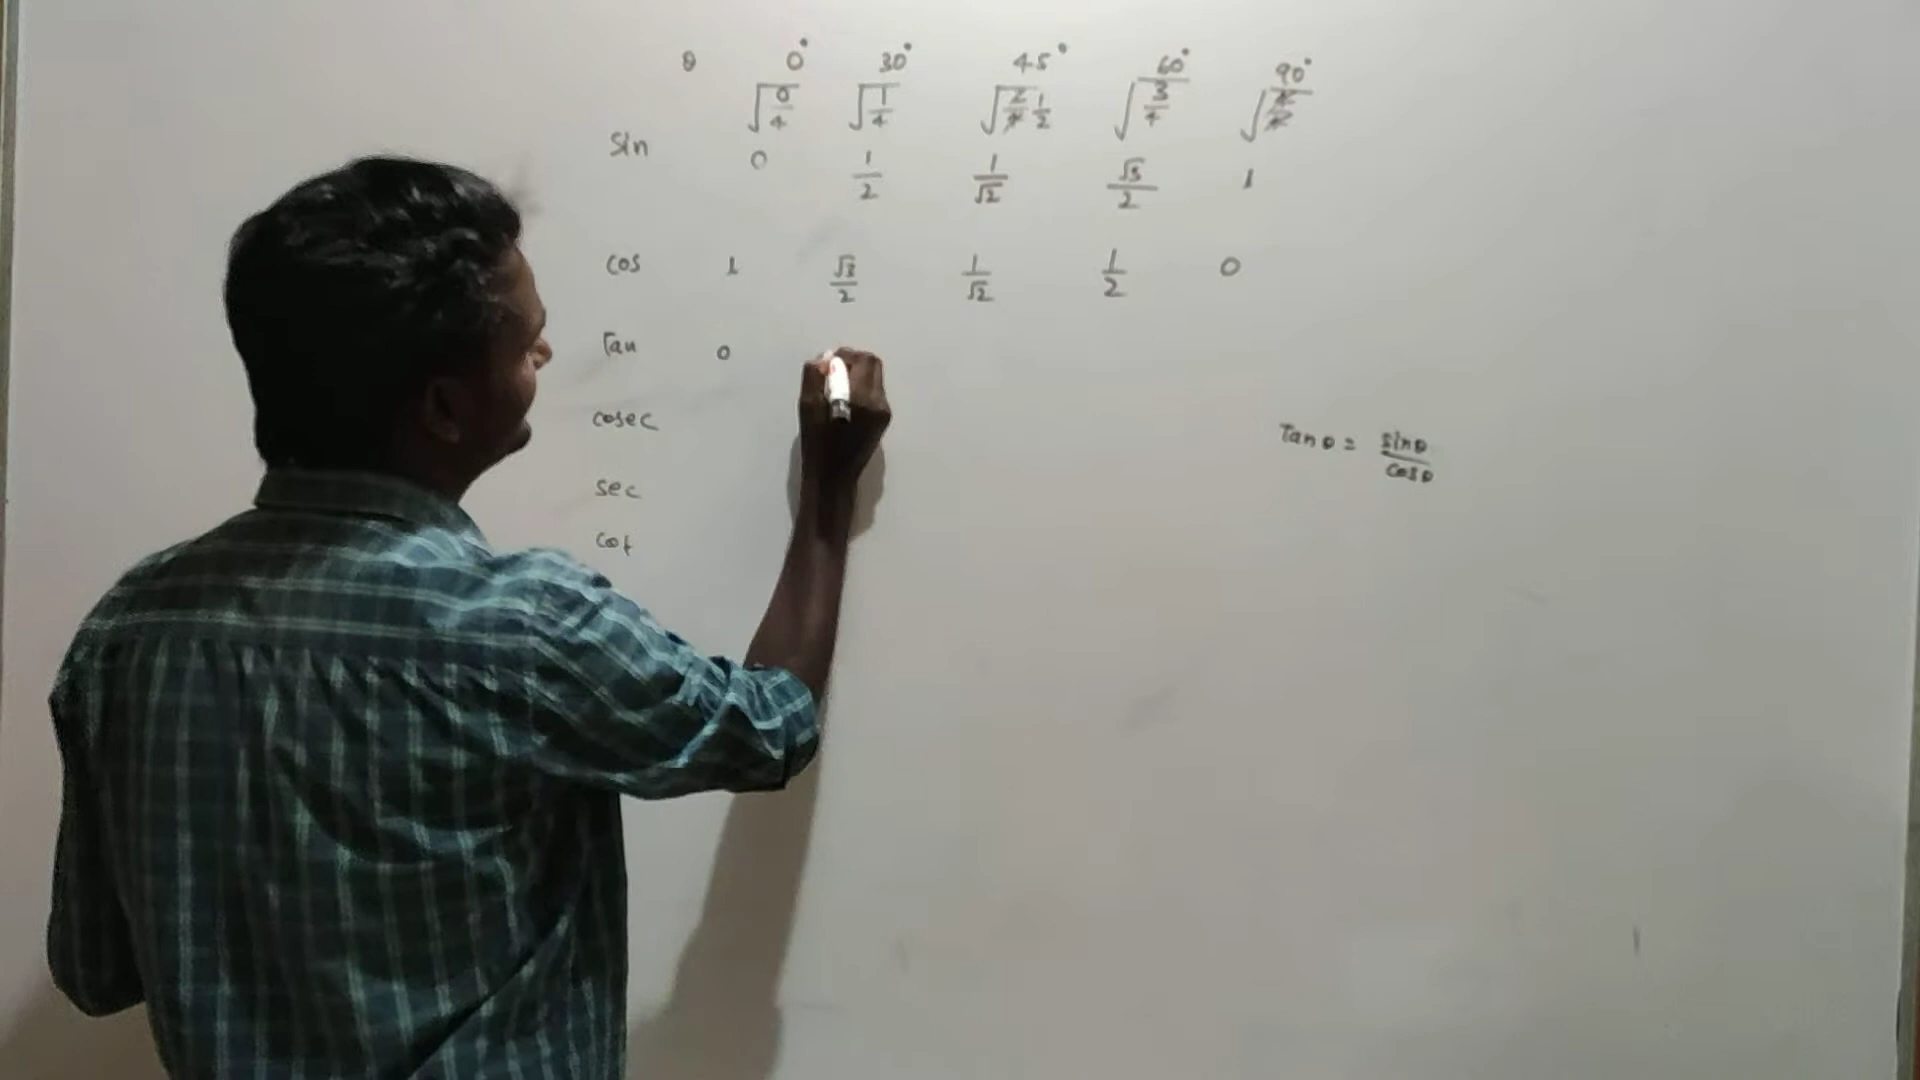 θ 0° 30° 45° 60° 90°
√0/4 √1/4 √2/4 1/2 √3/4 √4/4
Sin 0 1/2 1/√2 √3/2 1
cos 1 √3/2 1/√2 1/2 0
Tan 0
cosec
Tanθ = sinθ/cosθ
sec
cot